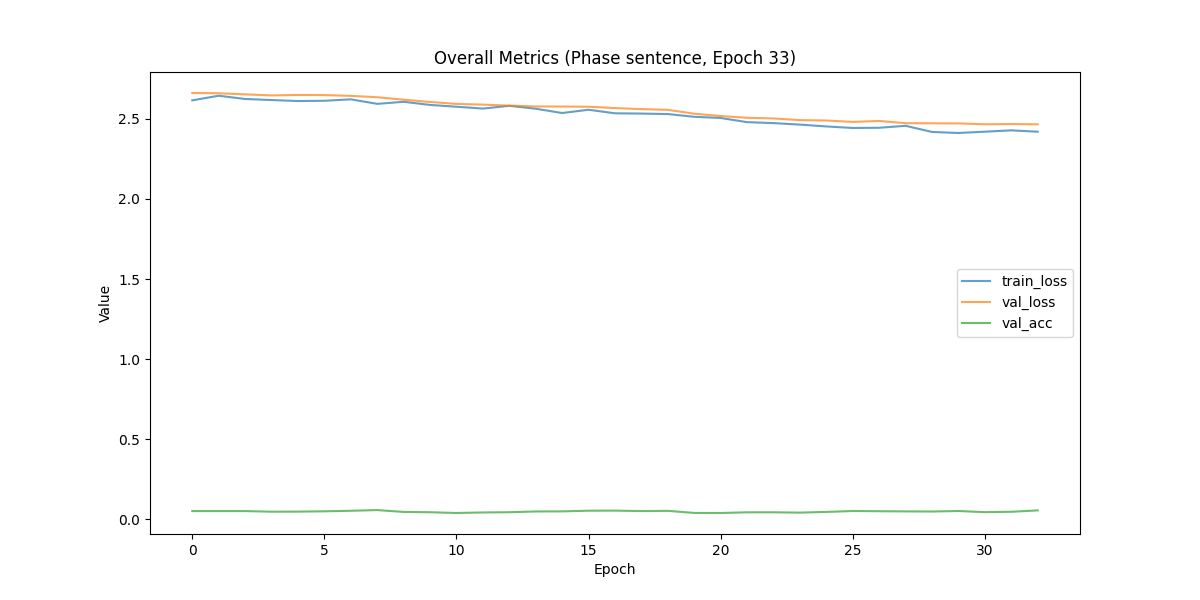 Overall Metrics (Phase sentence, Epoch 33)
2.5
2.0
1.5
1.0
0.5
0.0
Value
train_loss
val_loss
val_acc
0 5 10 15 20 25 30
Epoch